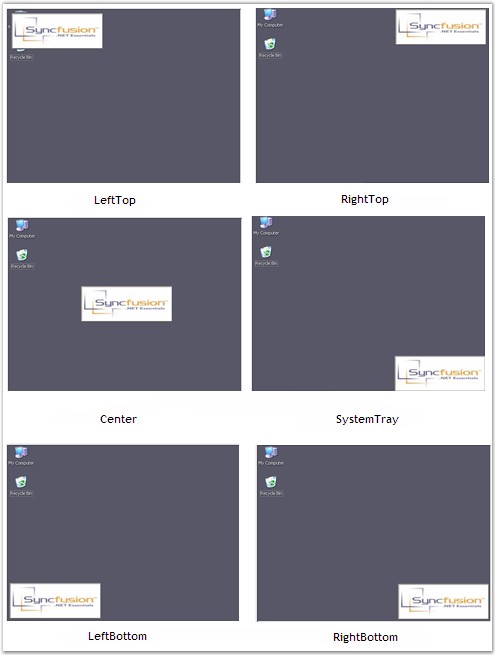 Syncfusion
.NET Essentials
Recycle Bin
LeftTop
My Computer
Recycle Bin
Syncfusion
.NET Essentials
RightTop
My Computer
Recycle Bin
Syncfusion
.NET Essentials
Center
My Computer
Recycle Bin
Syncfusion
.NET Essentials
SystemTray
My Computer
Recycle Bin
Syncfusion
.NET Essentials
LeftBottom
My Computer
Recycle Bin
Syncfusion
.NET Essentials
RightBottom